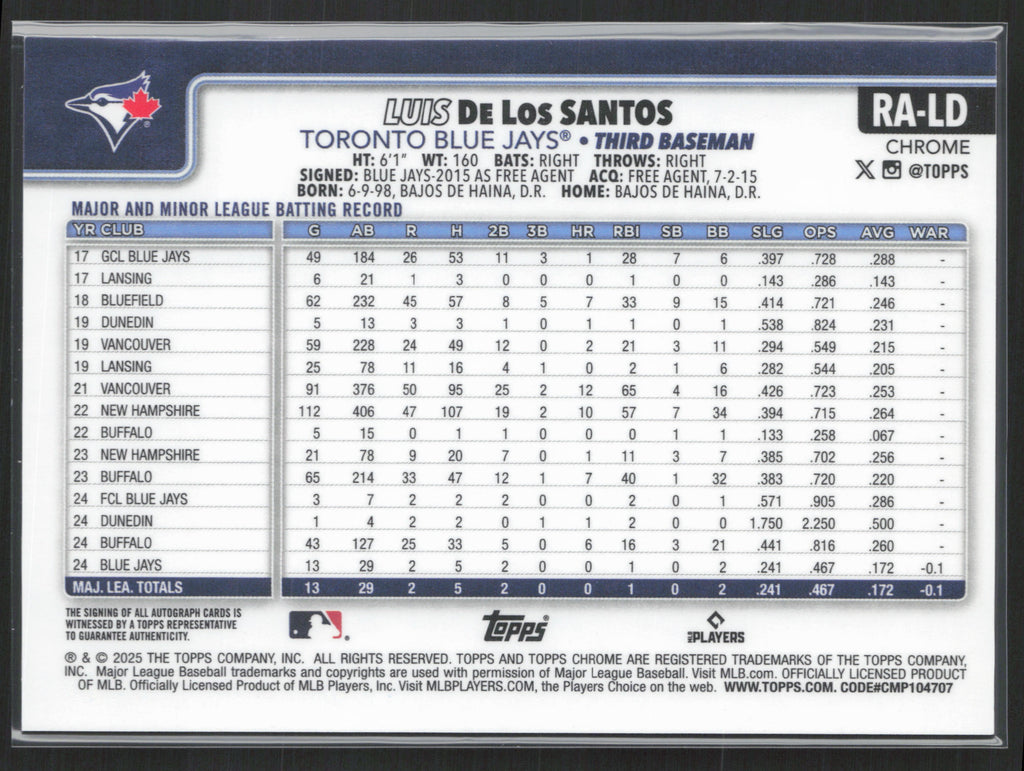 LUIS DE LOS SANTOS
RA-LD
TORONTO BLUE JAYS® • THIRD BASEMAN
CHROME
HT: 6'1" WT: 160 BATS: RIGHT THROWS: RIGHT
@TOPPS
SIGNED: BLUE JAYS-2015 AS FREE AGENT ACQ: FREE AGENT, 7-2-15
BORN: 6-9-98, BAJOS DE HAINA, D.R. HOME: BAJOS DE HAINA, D.R.
MAJOR AND MINOR LEAGUE BATTING RECORD
YR CLUB G AB R H 2B 3B HR RBI SB BB SLG OPS AVG WAR
17 GCL BLUE JAYS 49 184 26 53 11 3 1 28 7 6 .397 .728 .288 -
17 LANSING 6 21 1 3 0 0 0 1 0 0 .143 .286 .143 -
18 BLUEFIELD 62 232 45 57 8 5 7 33 9 15 .414 .721 .246 -
19 DUNEDIN 5 13 3 3 1 0 1 1 0 1 .538 .824 .231 -
19 VANCOUVER 59 228 24 49 12 0 2 21 3 11 .294 .549 .215 -
19 LANSING 25 78 11 16 4 1 0 2 1 6 .282 .544 .205 -
21 VANCOUVER 91 376 50 95 25 2 12 65 4 16 .426 .723 .253 -
22 NEW HAMPSHIRE 112 406 47 107 19 2 10 57 7 34 .394 .715 .264 -
22 BUFFALO 5 15 0 1 1 0 0 0 1 1 .133 .258 .067 -
23 NEW HAMPSHIRE 21 78 9 20 7 0 1 11 3 7 .385 .702 .256 -
23 BUFFALO 65 214 33 47 12 1 7 40 1 32 .383 .720 .220 -
24 FCL BLUE JAYS 3 7 2 2 2 0 0 2 0 1 .571 .905 .286 -
24 DUNEDIN 1 4 2 2 0 1 1 2 0 0 1.750 2.250 .500 -
24 BUFFALO 43 127 25 33 5 0 6 16 3 21 .441 .816 .260 -
24 BLUE JAYS 13 29 2 5 2 0 0 1 0 2 .241 .467 .172 -0.1
MAJ. LEA. TOTALS 13 29 2 5 2 0 0 1 0 2 .241 .467 .172 -0.1
THE SIGNING OF ALL AUTOGRAPH CARDS IS
WITNESSED BY A TOPPS REPRESENTATIVE
TO GUARANTEE AUTHENTICITY.
Topps®
MLB PLAYERS
® & © 2025 THE TOPPS COMPANY, INC. ALL RIGHTS RESERVED. TOPPS AND TOPPS CHROME ARE REGISTERED TRADEMARKS OF THE TOPPS COMPANY,
INC. Major League Baseball trademarks and copyrights are used with permission of Major League Baseball. Visit MLB.com. OFFICIALLY LICENSED PRODUCT
OF MLB. Officially Licensed Product of MLB Players, Inc. Visit MLBPLAYERS.COM, the Players Choice on the web. WWW.TOPPS.COM. CODE#CMP104707